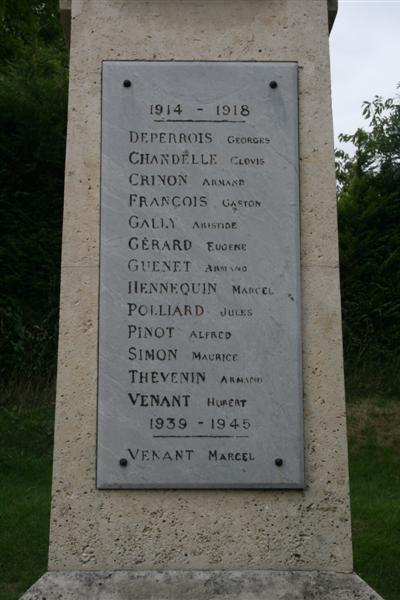 1914 - 1918
DEPERROIS GEORGES
CHANDELLE CLOVIS
CRINON ARMAND
FRANÇOIS GASTON
GALLY ARISTIDE
GÉRARD EUGENE
GUENET ARMAND
HENNEQUIN MARCEL
POLLIARD JULES
PINOT ALFRED
SIMON MAURICE
THÉVENIN ARMAND
VENANT HUBERT
1939 - 1945
VENANT MARCEL